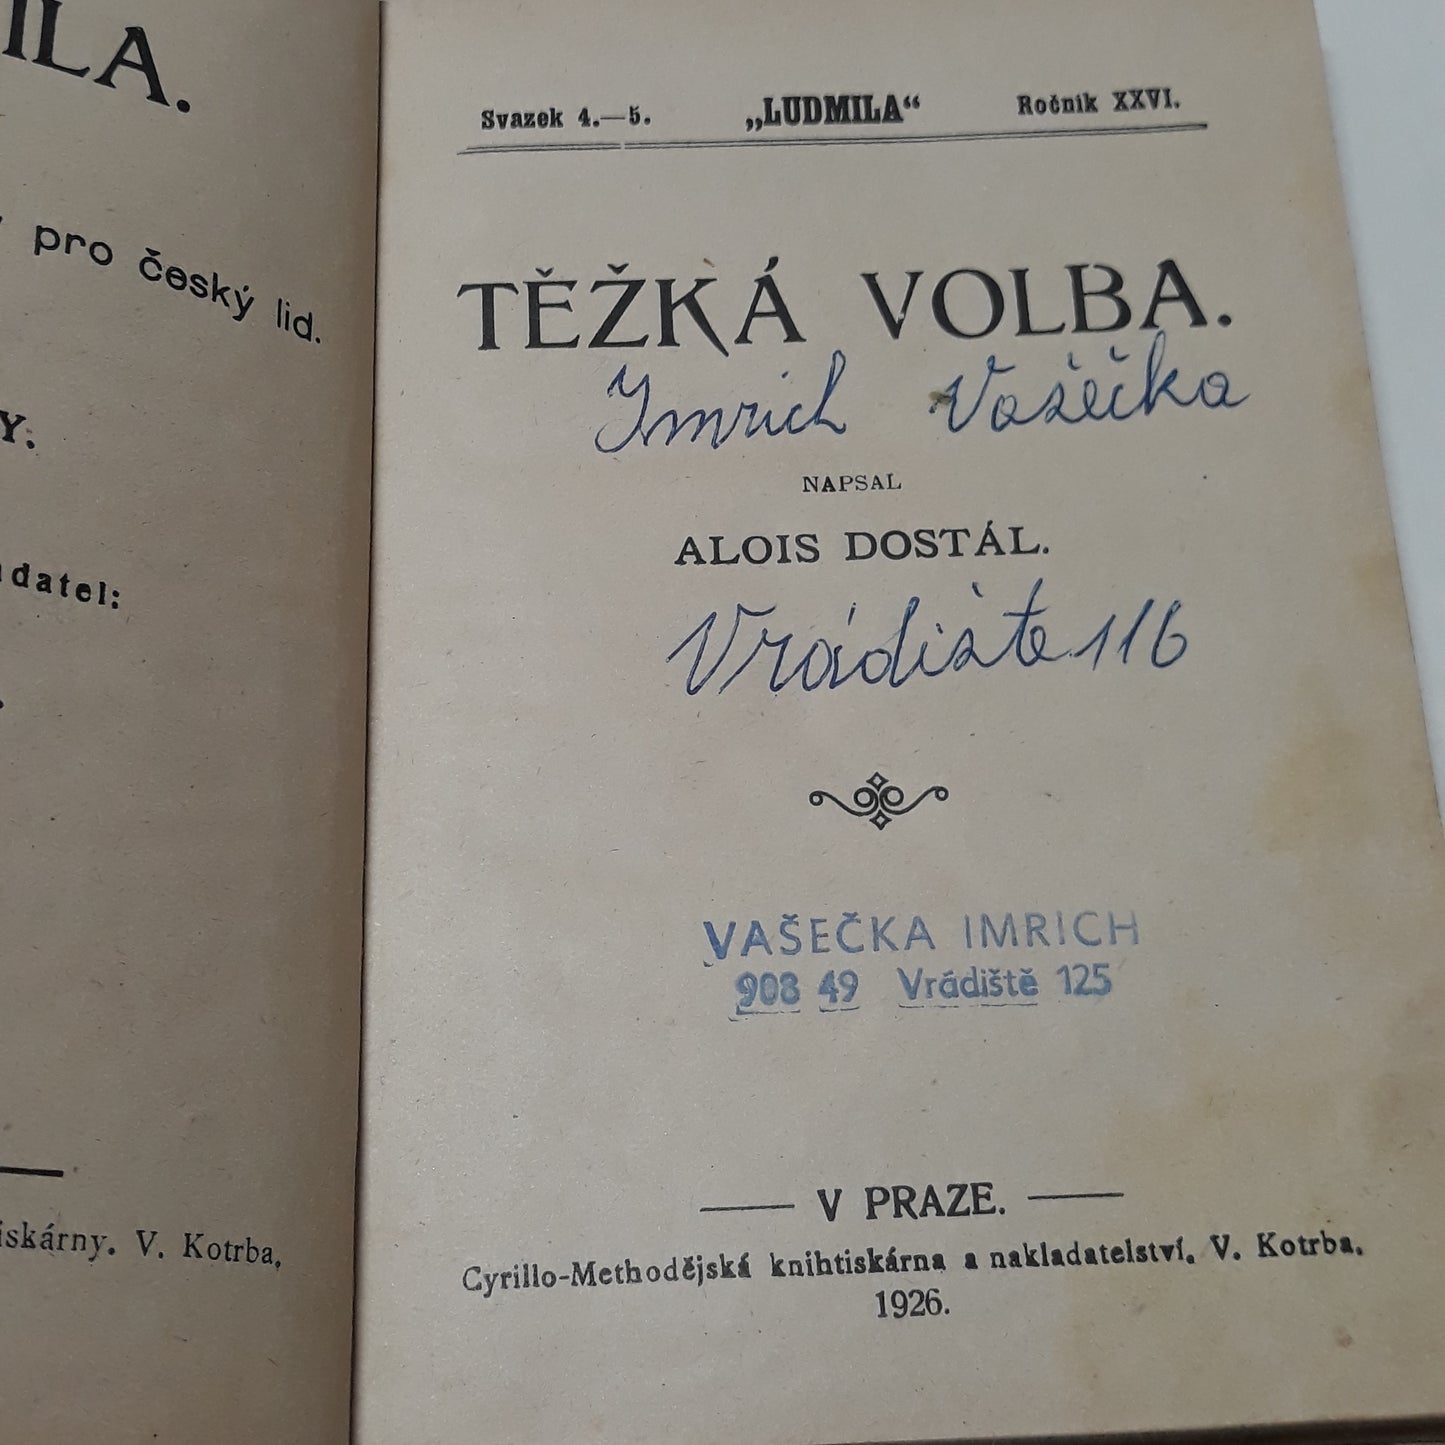 ILA.
pro český lid.
Y.
datel:
iskárny. V. Kotrba.
Svazek 4.—5. „LUDMILA“ Ročník XXVI.
TĚŽKÁ VOLBA.
Imrich Vašečka
NAPSAL
ALOIS DOSTÁL.
Vrádište 116
VAŠEČKA IMRICH
908 49 Vrádiště 125
V PRAZE.
Cyrillo-Methodějská knihtiskárna a nakladatelství. V. Kotrba.
1926.